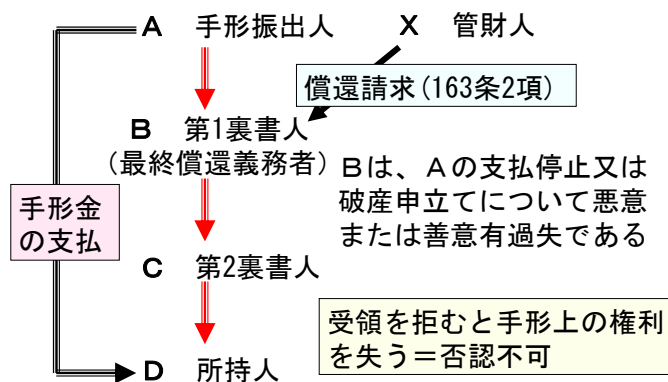 A 手形振出人
X 管財人
償還請求(163条2項)
B 第1裏書人
(最終償還義務者)
Bは、Aの支払停止又は
破産申立てについて悪意
または善意有過失である
手形金
の支払
C 第2裏書人
受領を拒むと手形上の権利
を失う=否認不可
D 所持人